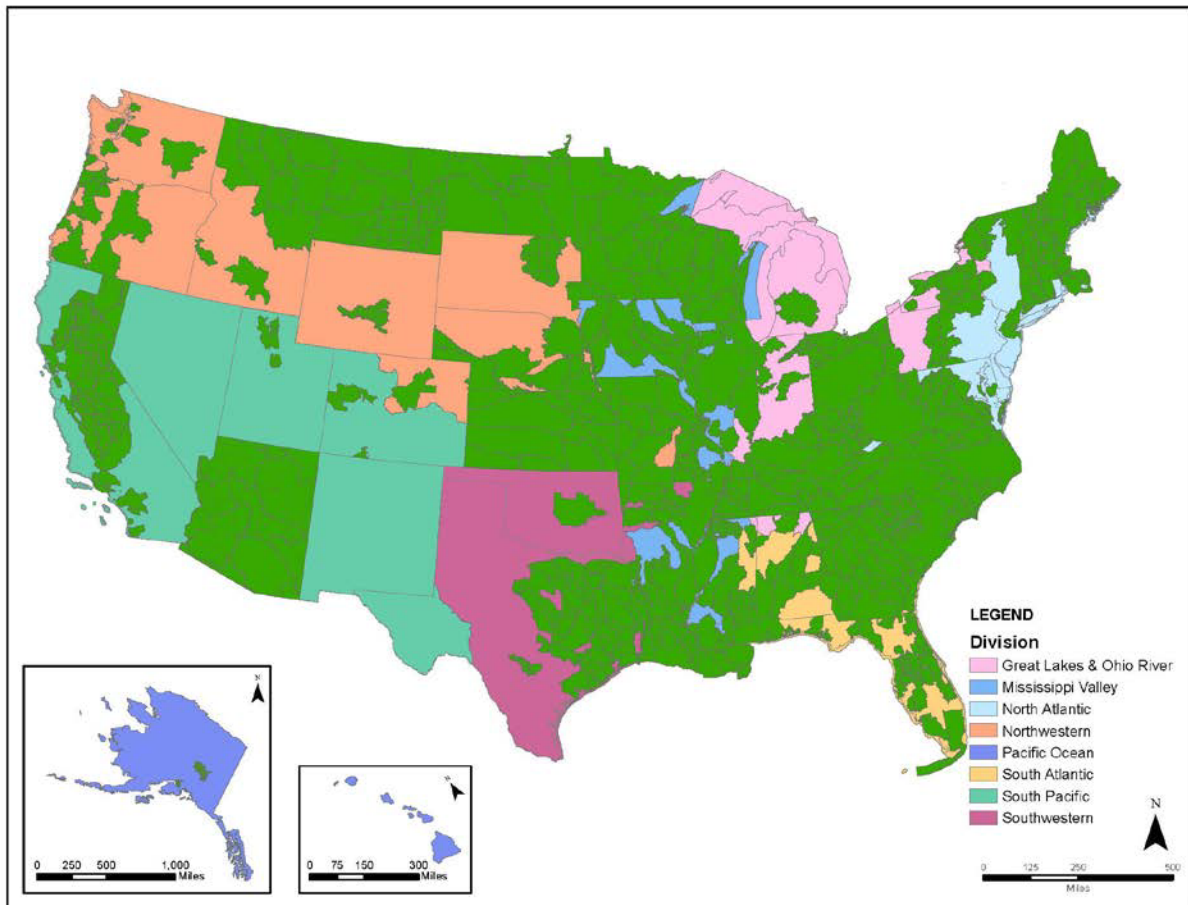 LEGEND
Division
Great Lakes & Ohio River
Mississippi Valley
North Atlantic
Northwestern
Pacific Ocean
South Atlantic
South Pacific
Southwestern
N
0 250 500 1,000
Miles
N
0 75 150 300
Miles
N
0 125 250 500
Miles